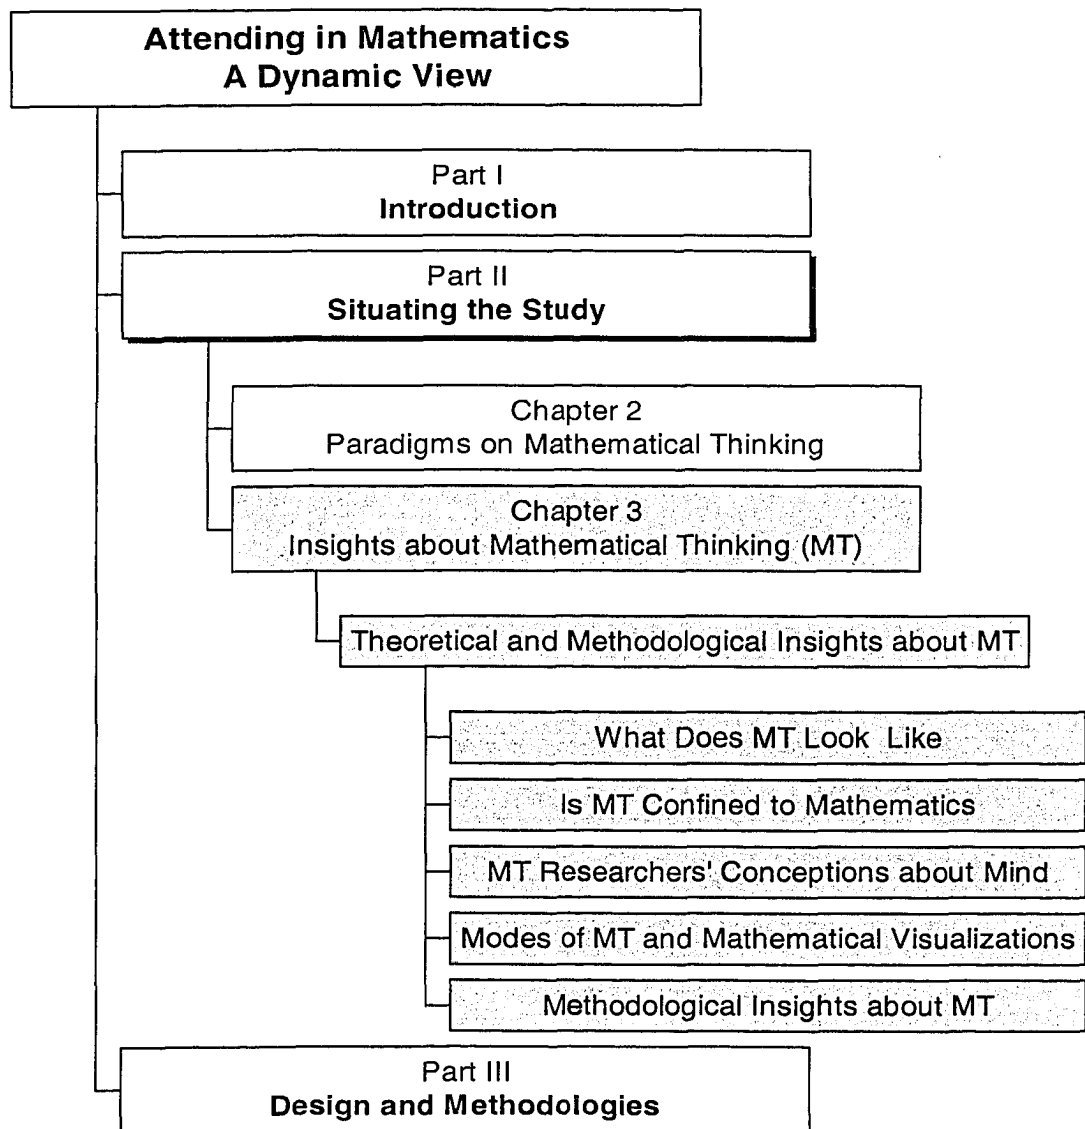 Attending in Mathematics
A Dynamic View
Part I
Introduction
Part II
Situating the Study
Chapter 2
Paradigms on Mathematical Thinking
Chapter 3
Insights about Mathematical Thinking (MT)
Theoretical and Methodological Insights about MT
What Does MT Look Like
Is MT Confined to Mathematics
MT Researchers' Conceptions about Mind
Modes of MT and Mathematical Visualizations
Methodological Insights about MT
Part III
Design and Methodologies